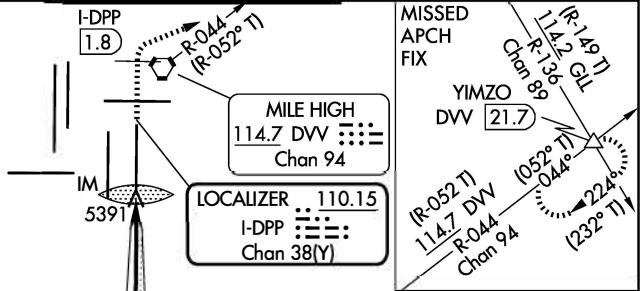 I-DPP
1.8
R-044
(R-052° T)
MILE HIGH
114.7 DVV
Chan 94
IM
5391
LOCALIZER 110.15
I-DPP
Chan 38(Y)
MISSED
APCH
FIX
(R-149 T)
114.2 GLL
R-136
Chan 89
YIMZO
DVV 21.7
(052° T)
044°
224°
(232° T)
(R-052 T)
114.7 DVV
R-044
Chan 94